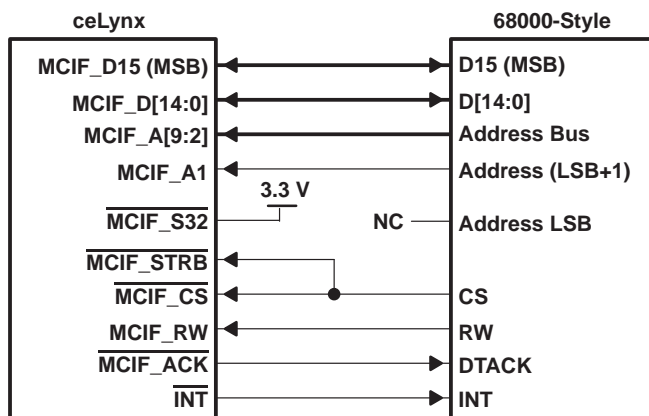 ceLynx 68000-Style
MCIF_D15 (MSB) D15 (MSB)
MCIF_D[14:0] D[14:0]
MCIF_A[9:2] Address Bus
MCIF_A1 Address (LSB+1)
3.3 V
MCIF_S32 NC Address LSB
MCIF_STRB
MCIF_CS CS
MCIF_RW RW
MCIF_ACK DTACK
INT INT